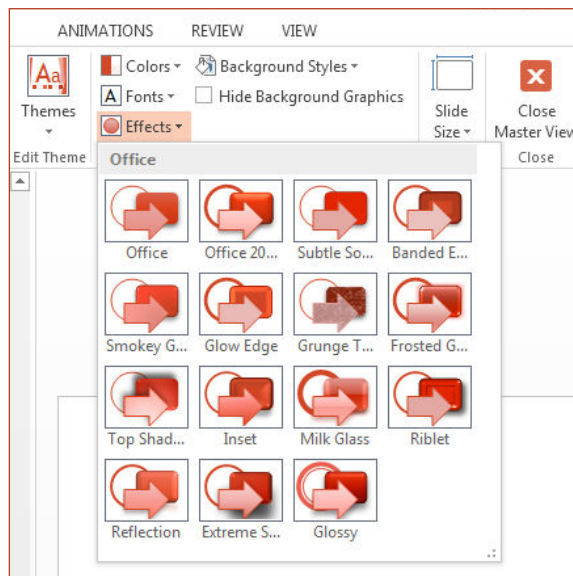 ANIMATIONS REVIEW VIEW
Colors Background Styles
Aa
A Fonts Hide Background Graphics
Themes
Effects
Slide Size
Close Master View
Edit Theme
Close
Office
Office Office 20... Subtle So... Banded E...
Smokey G... Glow Edge Grunge T... Frosted G...
Top Shad... Inset Milk Glass Riblet
Reflection Extreme S... Glossy